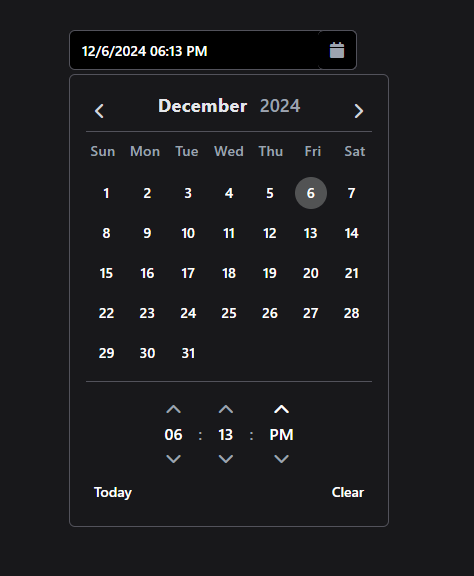 12/6/2024 06:13 PM
December 2024
Sun Mon Tue Wed Thu Fri Sat
1 2 3 4 5 6 7
8 9 10 11 12 13 14
15 16 17 18 19 20 21
22 23 24 25 26 27 28
29 30 31
06 : 13 : PM
Today Clear